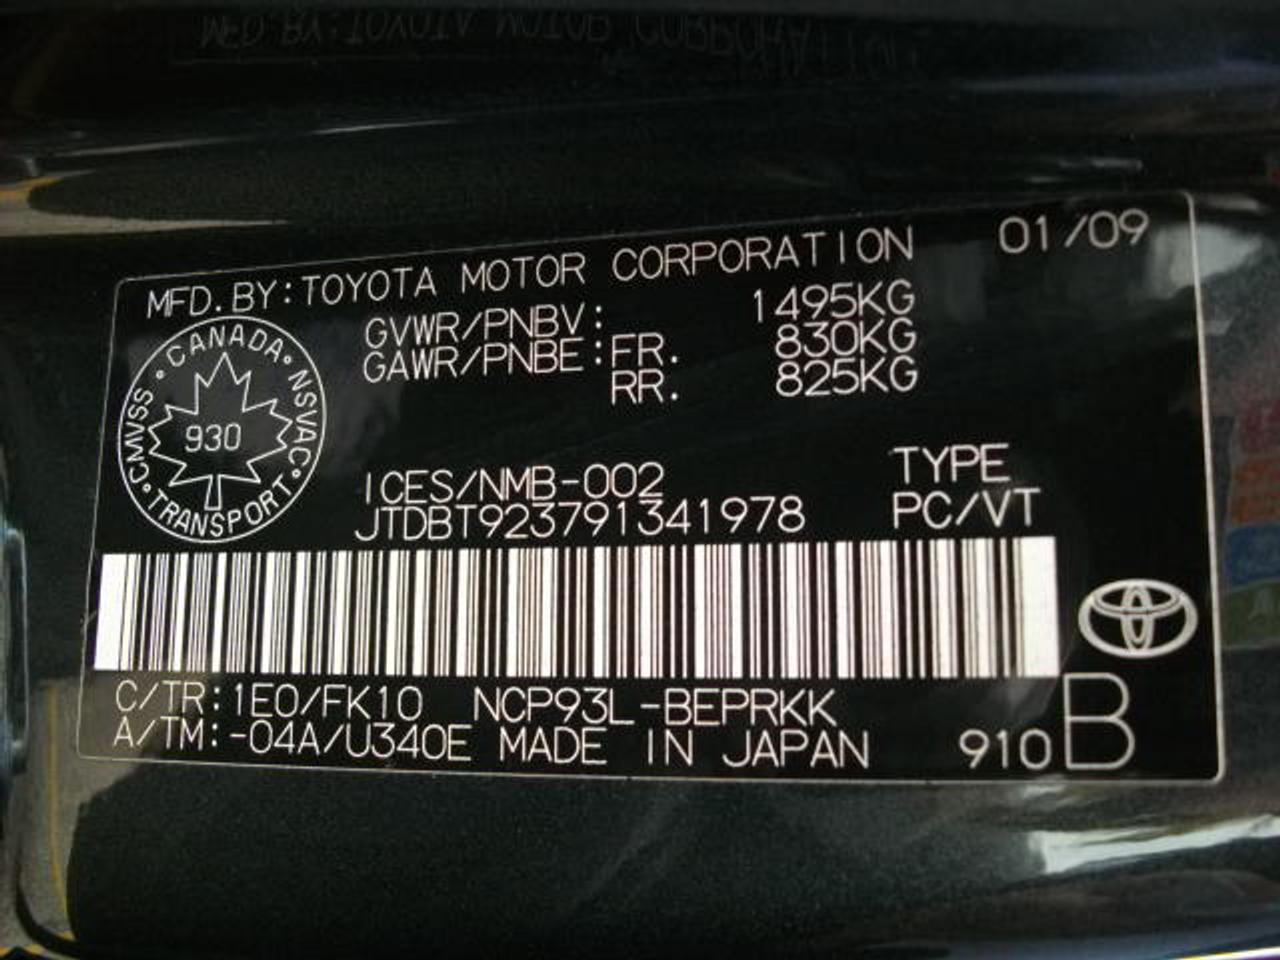 MFD. BY: TOYOTA MOTOR CORPORATION 01/09
GVWR/PNBV: 1495KG
GAWR/PNBE: FR. 830KG
RR. 825KG
CANADA
CMVSS NSVAC
930
TRANSPORT
ICES/NMB-002 TYPE
JTDBT923791341978 PC/VT
C/TR: 1E0/FK10 NCP93L-BEPRKK
A/TM: -04A/U340E MADE IN JAPAN 910 B